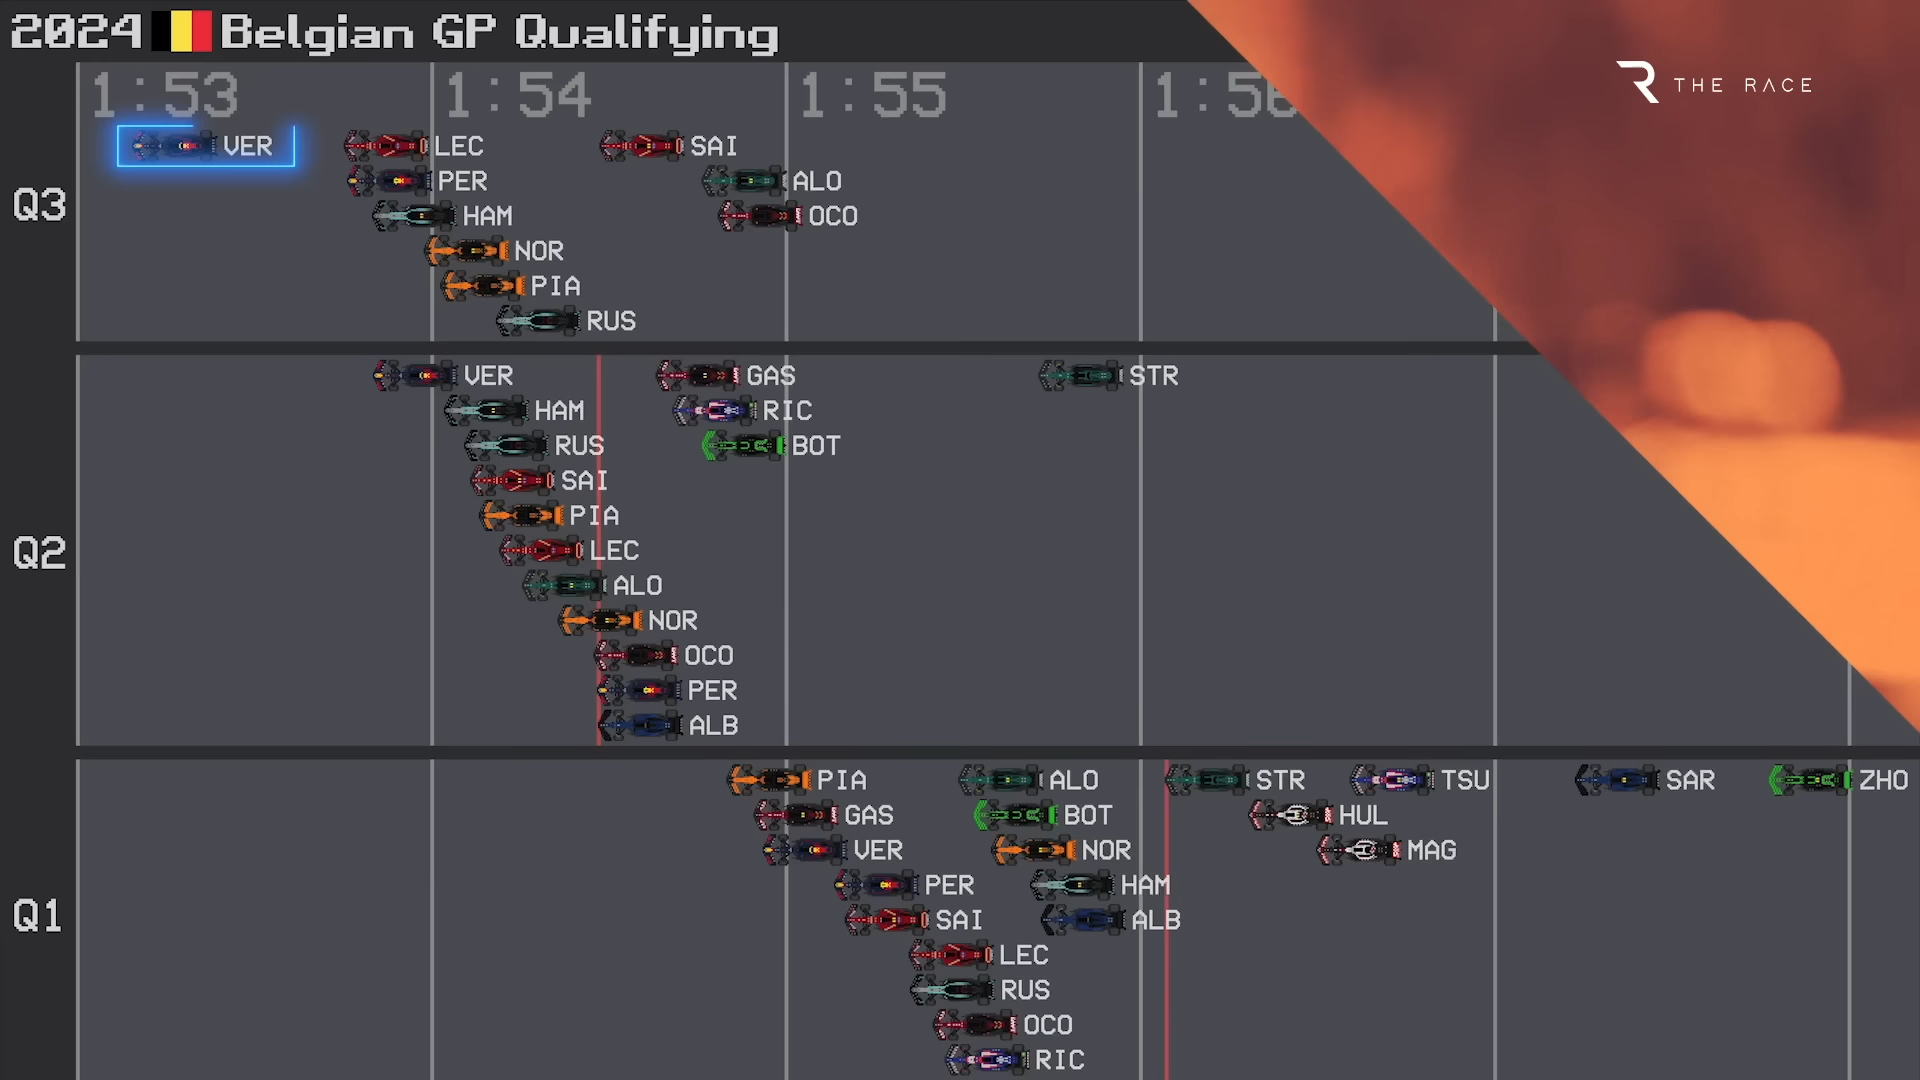 2024 Belgian GP Qualifying
THE RACE
1:53 1:54 1:55 1:56
Q3
VER LEC SAI
PER ALO
HAM OCO
NOR
PIA
RUS
Q2
VER GAS STR
HAM RIC
RUS BOT
SAI
PIA
LEC
ALO
NOR
OCO
PER
ALB
Q1
PIA ALO STR TSU SAR ZHO
GAS BOT HUL
VER NOR MAG
PER HAM
SAI ALB
LEC
RUS
OCO
RIC